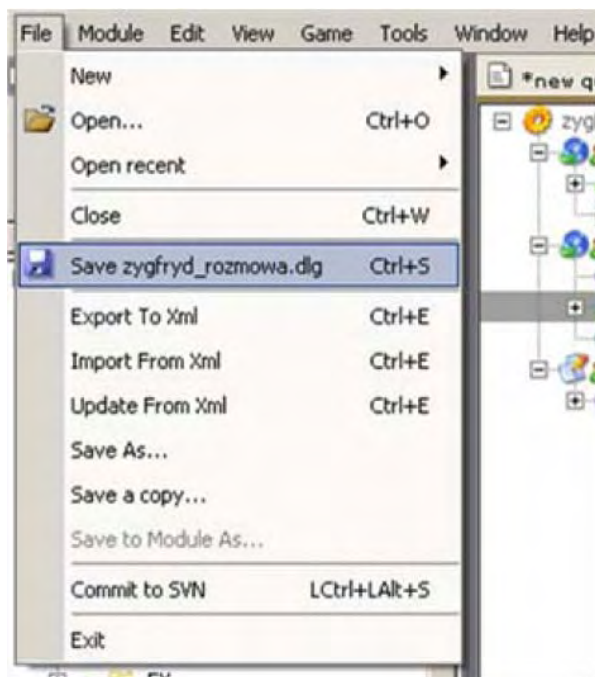 File Module Edit View Game Tools Window Help
New
*new q
Open... Ctrl+O
zyg
Open recent
Close Ctrl+W
Save zygfryd_rozmowa.dlg Ctrl+S
Export To Xml Ctrl+E
Import From Xml Ctrl+E
Update From Xml Ctrl+E
Save As...
Save a copy...
Save to Module As...
Commit to SVN LCtrl+LAlt+S
Exit